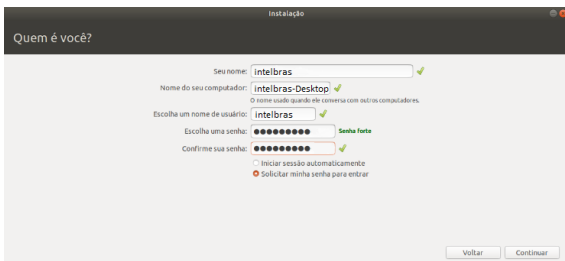 Instalação
Quem é você?
Seu nome: intelbras
Nome do seu computador: intelbras-Desktop
O nome usado quando ele conversa com outros computadores.
Escolha um nome de usuário: intelbras
Escolha uma senha: ●●●●●●●●● Senha forte
Confirme sua senha: ●●●●●●●●●
Iniciar sessão automaticamente
Solicitar minha senha para entrar
Voltar Continuar